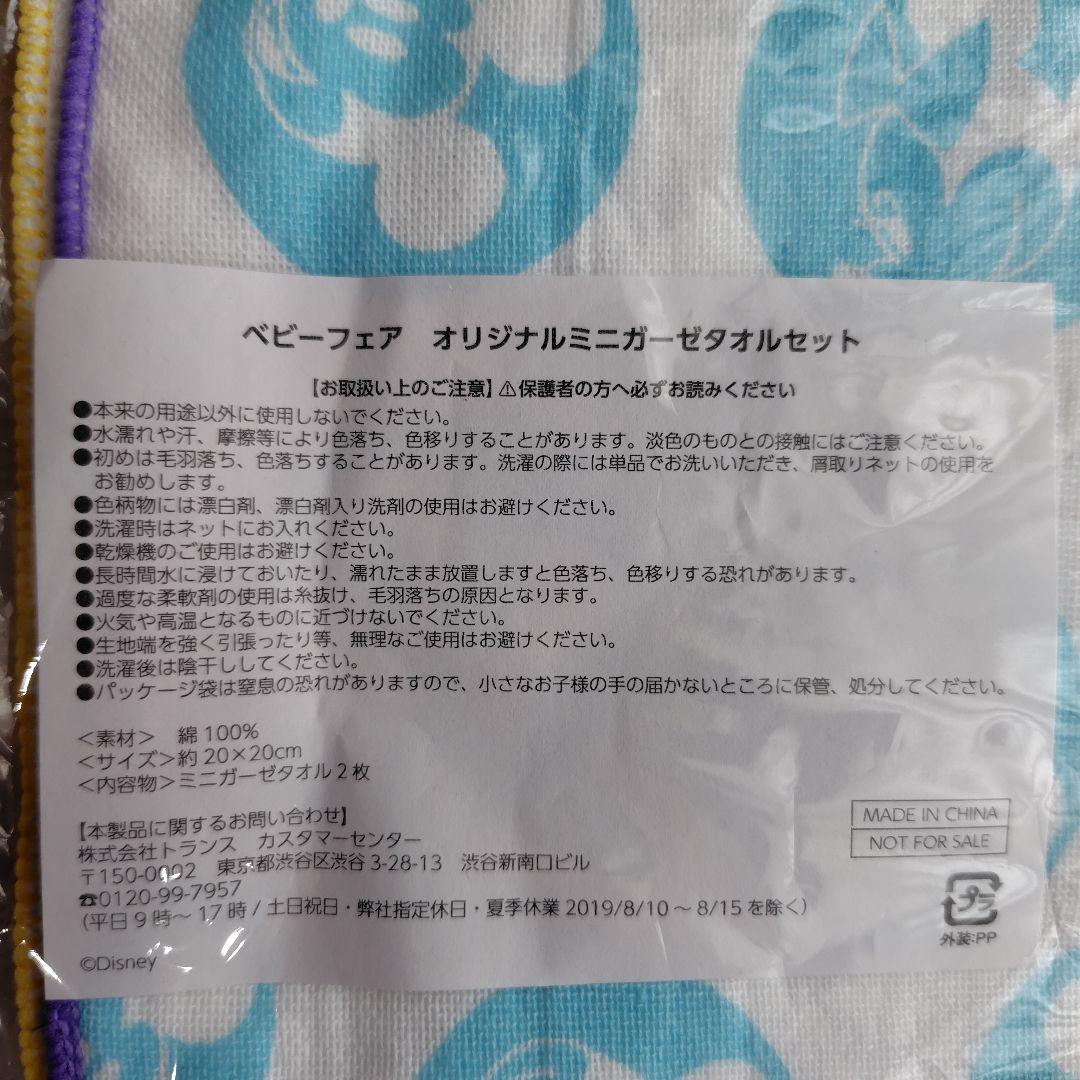 ベビーフェア　オリジナルミニガーゼタオルセット
【お取扱い上のご注意】⚠保護者の方へ必ずお読みください
●本来の用途以外に使用しないでください。
●水濡れや汗、摩擦等により色落ち、色移りすることがあります。淡色のものとの接触にはご注意ください。
●初めは毛羽落ち、色落ちすることがあります。洗濯の際には単品でお洗いいただき、屑取りネットの使用を
お勧めします。
●色柄物には漂白剤、漂白剤入り洗剤の使用はお避けください。
●洗濯時はネットにお入れください。
●乾燥機のご使用はお避けください。
●長時間水に浸けておいたり、濡れたまま放置しますと色落ち、色移りする恐れがあります。
●過度な柔軟剤の使用は糸抜け、毛羽落ちの原因となります。
●火気や高温となるものに近づけないでください。
●生地端を強く引張ったり等、無理なご使用はお避けください。
●洗濯後は陰干ししてください。
●パッケージ袋は窒息の恐れがありますので、小さなお子様の手の届かないところに保管、処分してください。
＜素材＞　綿100%
＜サイズ＞約20×20cm
＜内容物＞ミニガーゼタオル2枚
【本製品に関するお問い合わせ】
株式会社トランス　カスタマーセンター
〒150-0002　東京都渋谷区渋谷3-28-13　渋谷新南口ビル
☎0120-99-7957
（平日9時～17時/土日祝日・弊社指定休日・夏季休業2019/8/10～8/15を除く）
©Disney
MADE IN CHINA
NOT FOR SALE
プラ
外装:PP